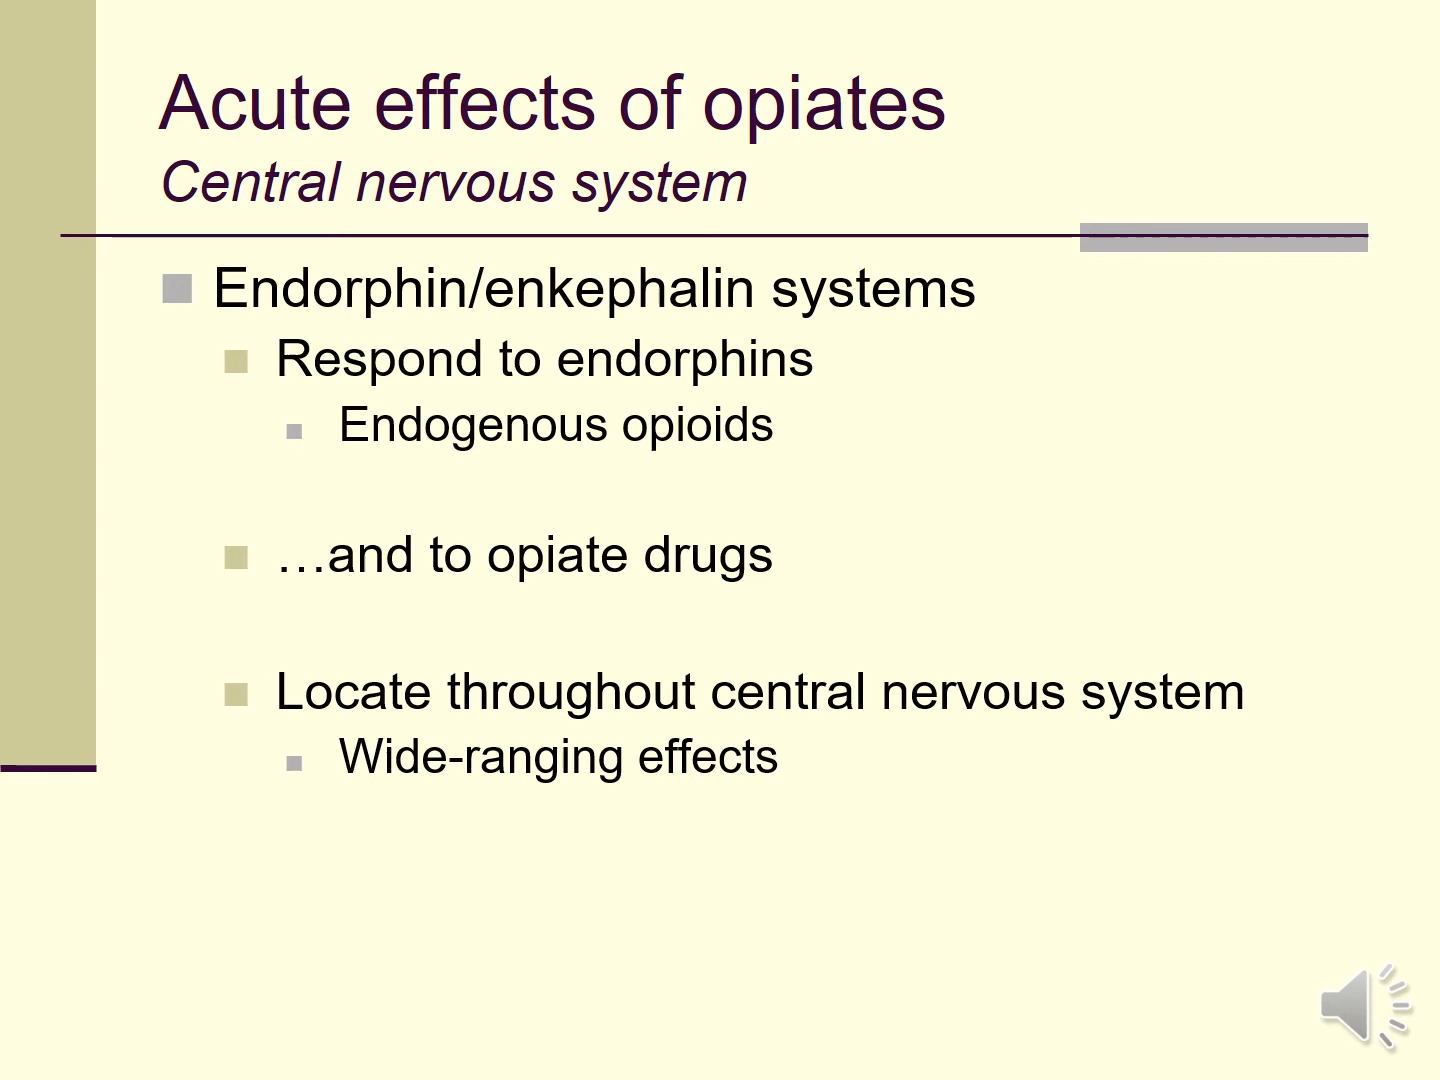 Acute effects of opiates
Central nervous system
Endorphin/enkephalin systems
Respond to endorphins
Endogenous opioids
…and to opiate drugs
Locate throughout central nervous system
Wide-ranging effects